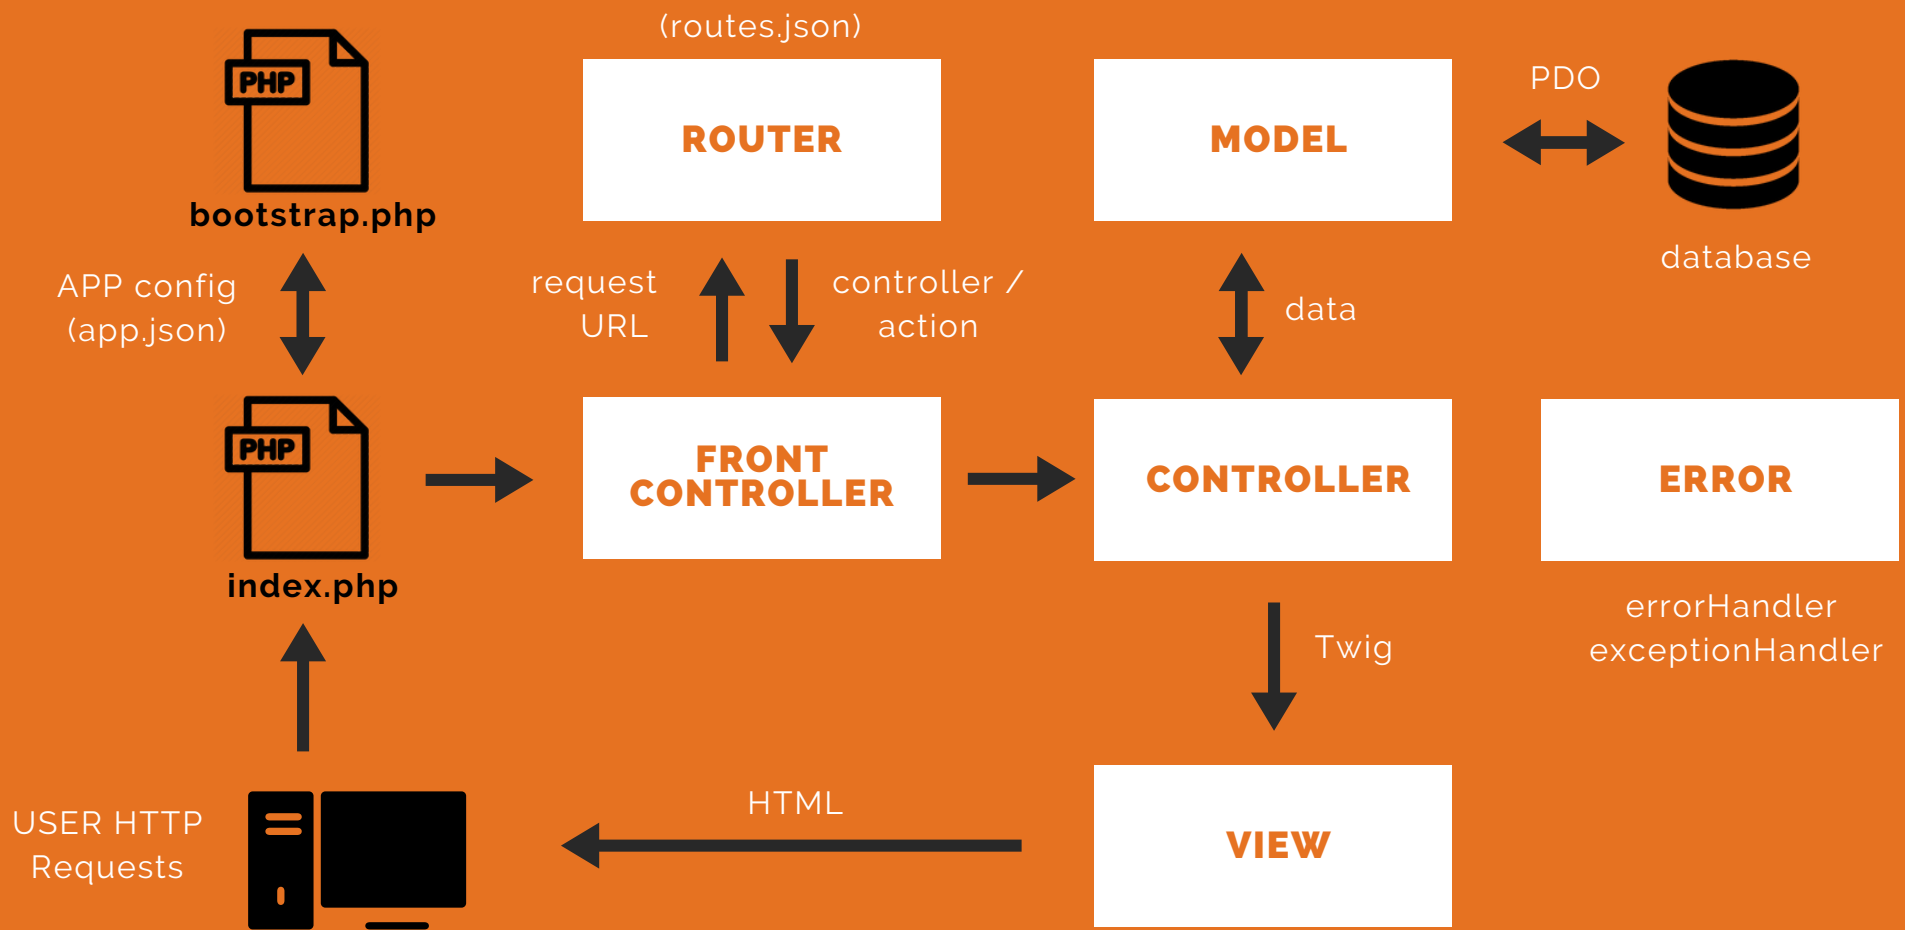 (routes.json)
PHP
bootstrap.php
ROUTER
MODEL
PDO
database
APP config
(app.json)
request
URL
controller /
action
data
PHP
index.php
FRONT
CONTROLLER
CONTROLLER
ERROR
errorHandler
exceptionHandler
Twig
USER HTTP
Requests
HTML
VIEW